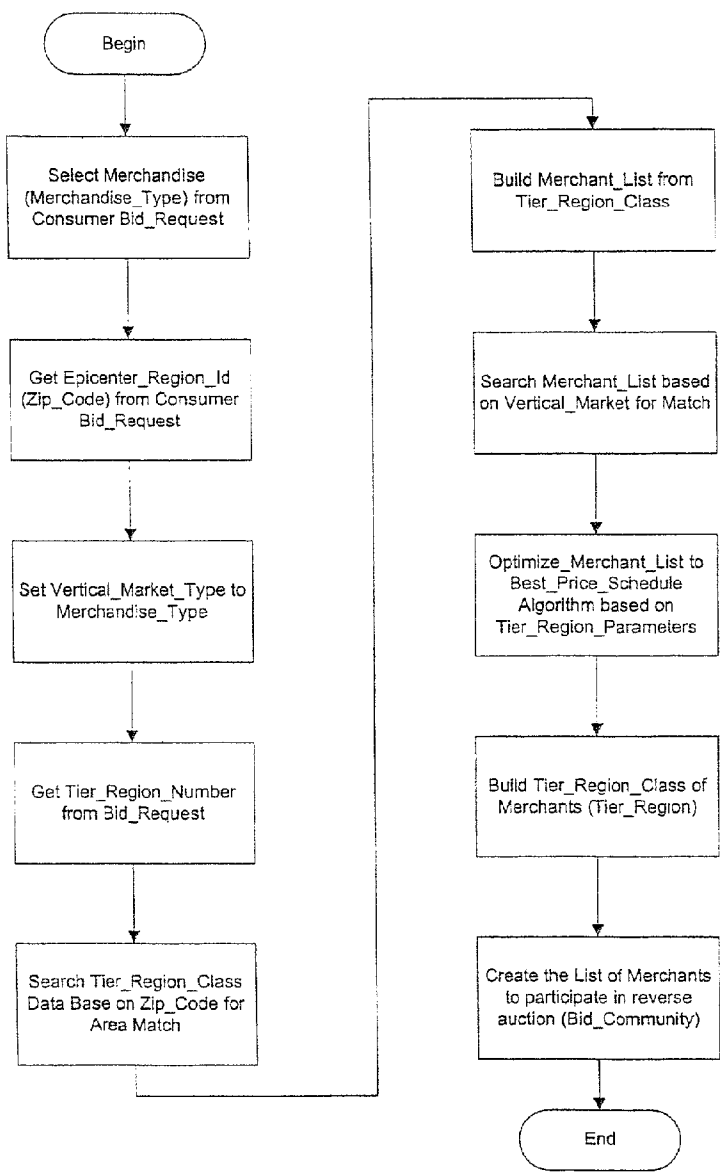 Begin
Select Merchandise
(Merchandise_Type) from
Consumer Bid_Request
Get Epicenter_Region_Id
(Zip_Code) from Consumer
Bid_Request
Set Vertical_Market_Type to
Merchandise_Type
Get Tier_Region_Number
from Bid_Request
Search Tier_Region_Class
Data Base on Zip_Code for
Area Match
Build Merchant_List from
Tier_Region_Class
Search Merchant_List based
on Vertical_Market for Match
Optimize_Merchant_List to
Best_Price_Schedule
Algorithm based on
Tier_Region_Parameters
Build Tier_Region_Class of
Merchants (Tier_Region)
Create the List of Merchants
to participate in reverse
auction (Bid_Community)
End